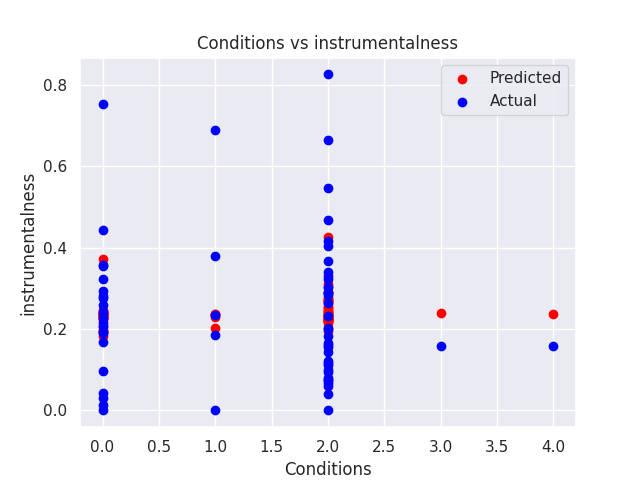 Conditions vs instrumentalness
Predicted
Actual
instrumentalness
0.8
0.6
0.4
0.2
0.0
0.0 0.5 1.0 1.5 2.0 2.5 3.0 3.5 4.0
Conditions